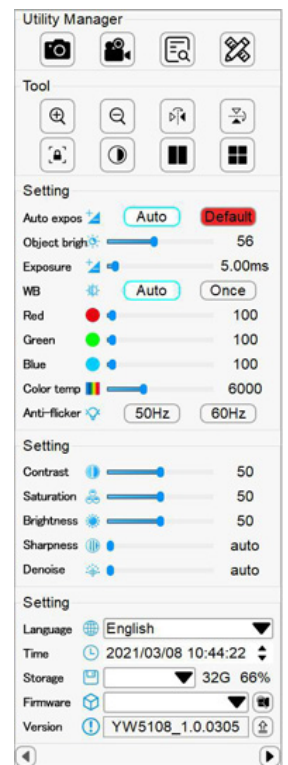 Utility Manager
Tool
Setting
Auto expos Auto Default
Object brigh 56
Exposure 5.00ms
WB Auto Once
Red 100
Green 100
Blue 100
Color temp 6000
Anti-flicker 50Hz 60Hz
Setting
Contrast 50
Saturation 50
Brightness 50
Sharpness auto
Denoise auto
Setting
Language English
Time 2021/03/08 10:44:22
Storage 32G 66%
Firmware
Version YW5108_1.0.0305